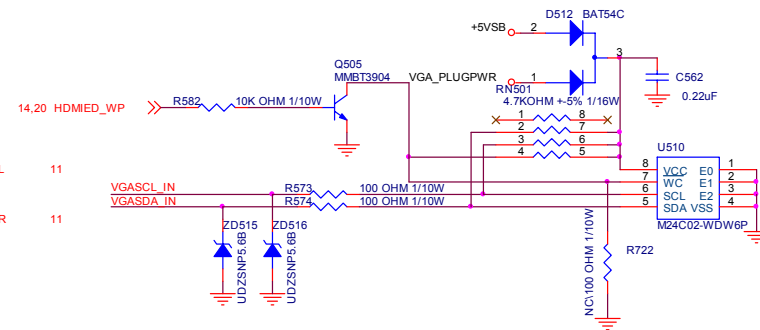 D512 BAT54C
+5VSB 2
3
Q505
MMBT3904
VGA_PLUGPWR 1
RN501
4.7KOHM +-5% 1/16W
C562
0.22uF
14,20 HDMIED_WP
R582 10K OHM 1/10W
1 8
2 7
3 6
4 5
U510
8 VCC E0 1
7 WC E1 2
6 SCL E2 3
5 SDA VSS 4
M24C02-WDW6P
L 11
VGASCL_IN R573 100 OHM 1/10W
VGASDA_IN R574 100 OHM 1/10W
R 11
ZD515 ZD516
UDZSNP5.6B
UDZSNP5.6B
NC\100 OHM 1/10W
R722